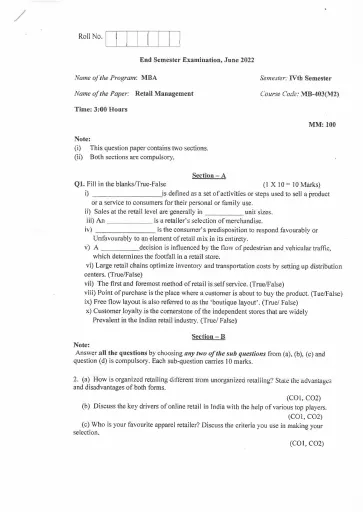 Roll No.
End Semester Examination, June 2022
Name of the Program: MBA Semester: IVth Semester
Name of the Paper: Retail Management Course Code: MB-403(M2)
Time: 3:00 Hours
MM: 100
Note:
(i) This question paper contains two sections.
(ii) Both sections are compulsory,
Section – A
Q1. Fill in the blanks/True-False (1 X 10 = 10 Marks)
i) ____________is defined as a set of activities or steps used to sell a product
or a service to consumers for their personal or family use.
ii) Sales at the retail level are generally in __________ unit sizes.
iii) An __________ is a retailer's selection of merchandise.
iv) ____________ is the consumer's predisposition to respond favourably or
Unfavourably to an element of retail mix in its entirety.
v) A __________decision is influenced by the flow of pedestrian and vehicular traffic,
which determines the footfall in a retail store.
vi) Large retail chains optimize inventory and transportation costs by setting up distribution
centers. (True/False)
vii) The first and foremost method of retail is self service. (True/False)
viii) Point of purchase is the place where a customer is about to buy the product. (True/False)
ix) Free flow layout is also referred to as the 'boutique layout'. (True/ False)
x) Customer loyalty is the cornerstone of the independent stores that are widely
Prevalent in the Indian retail industry. (True/ False)
Section – B
Note:
Answer all the questions by choosing any two of the sub questions from (a), (b), (c) and
question (d) is compulsory. Each sub-question carries 10 marks.
2. (a) How is organized retailing different from unorganized retailing? State the advantages
and disadvantages of both forms.
(CO1, CO2)
(b) Discuss the key drivers of online retail in India with the help of various top players.
(CO1, CO2)
(c) Who is your favourite apparel retailer? Discuss the criteria you use in making your
selection.
(CO1, CO2)